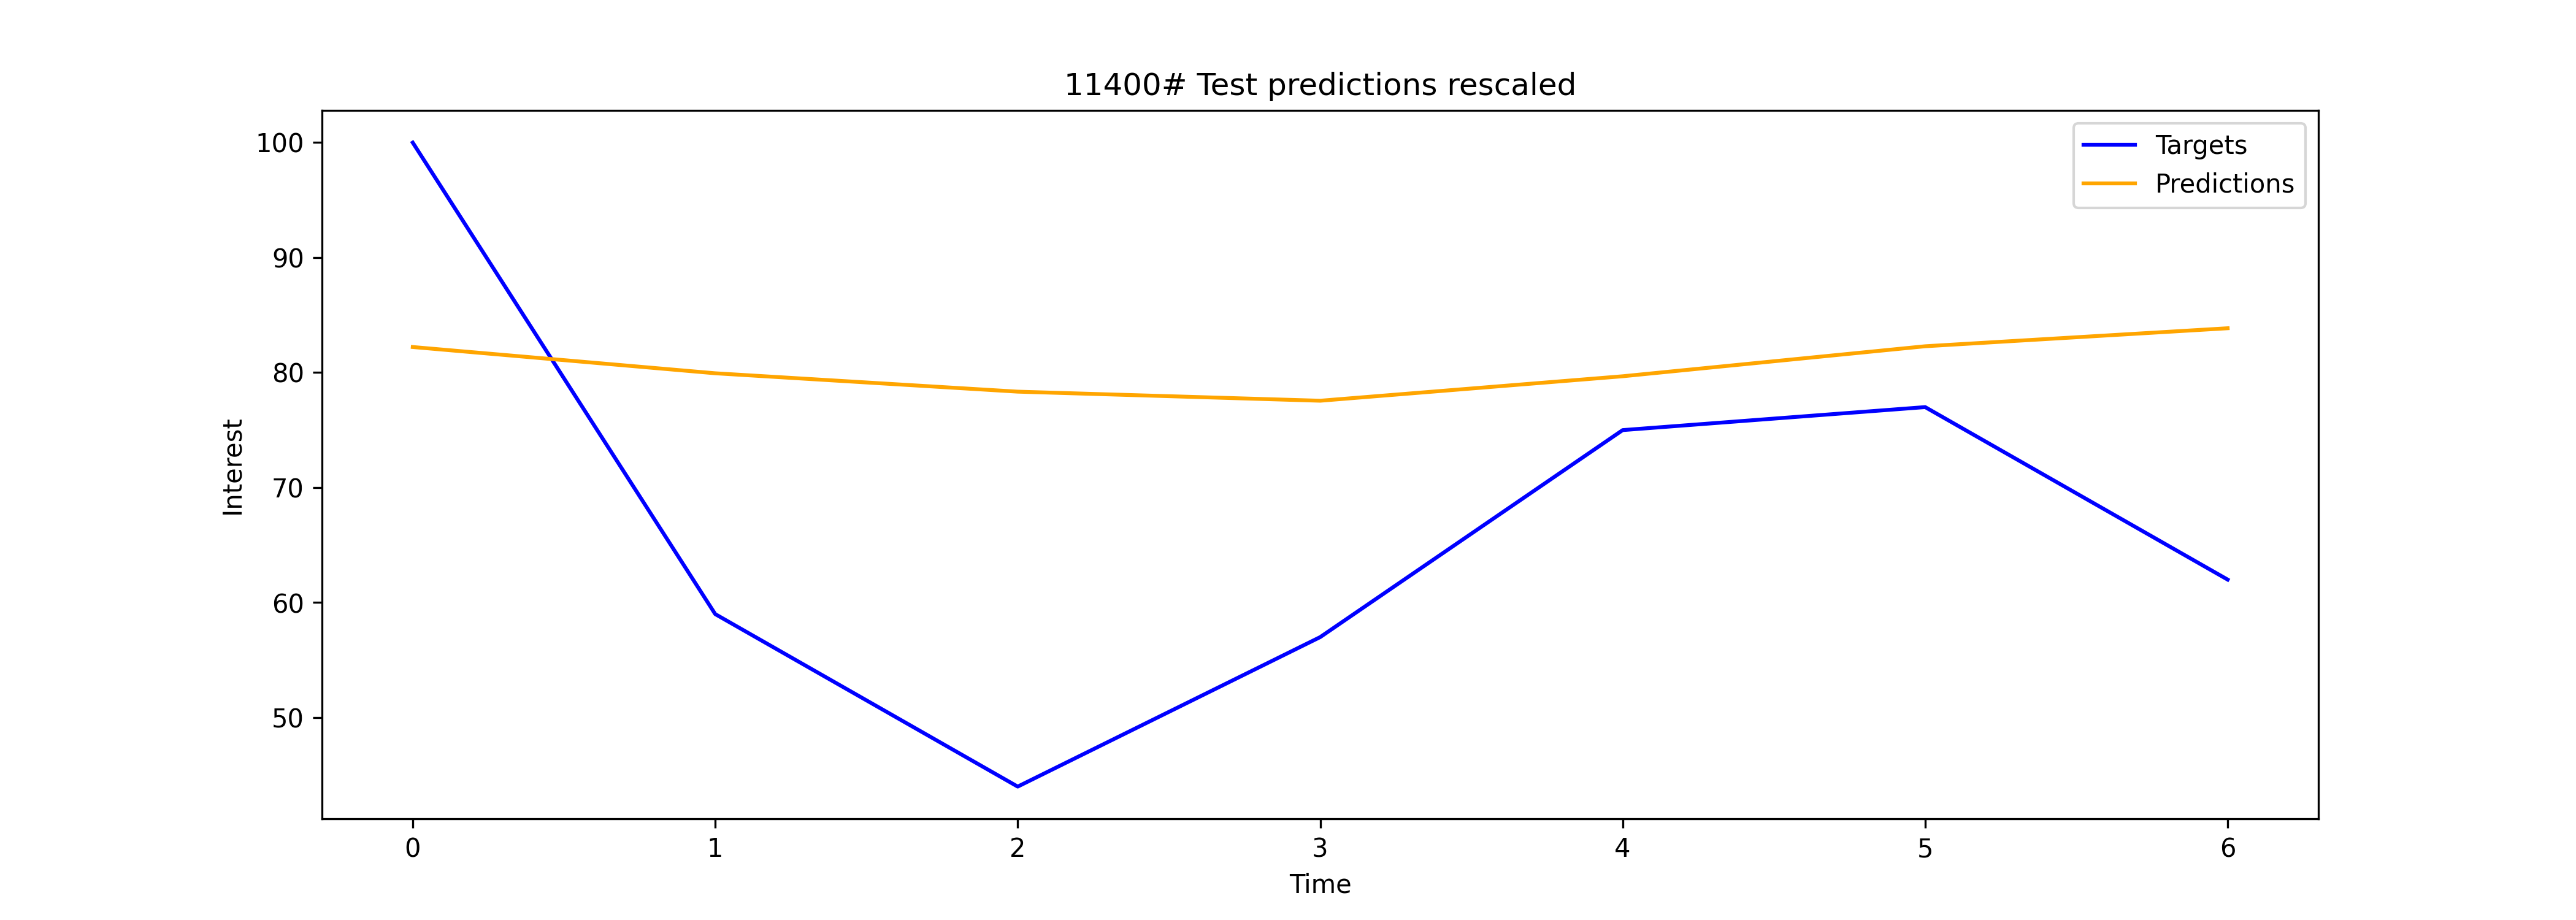 11400# Test predictions rescaled
Targets
Predictions
Interest
100
90
80
70
60
50
0 1 2 3 4 5 6
Time